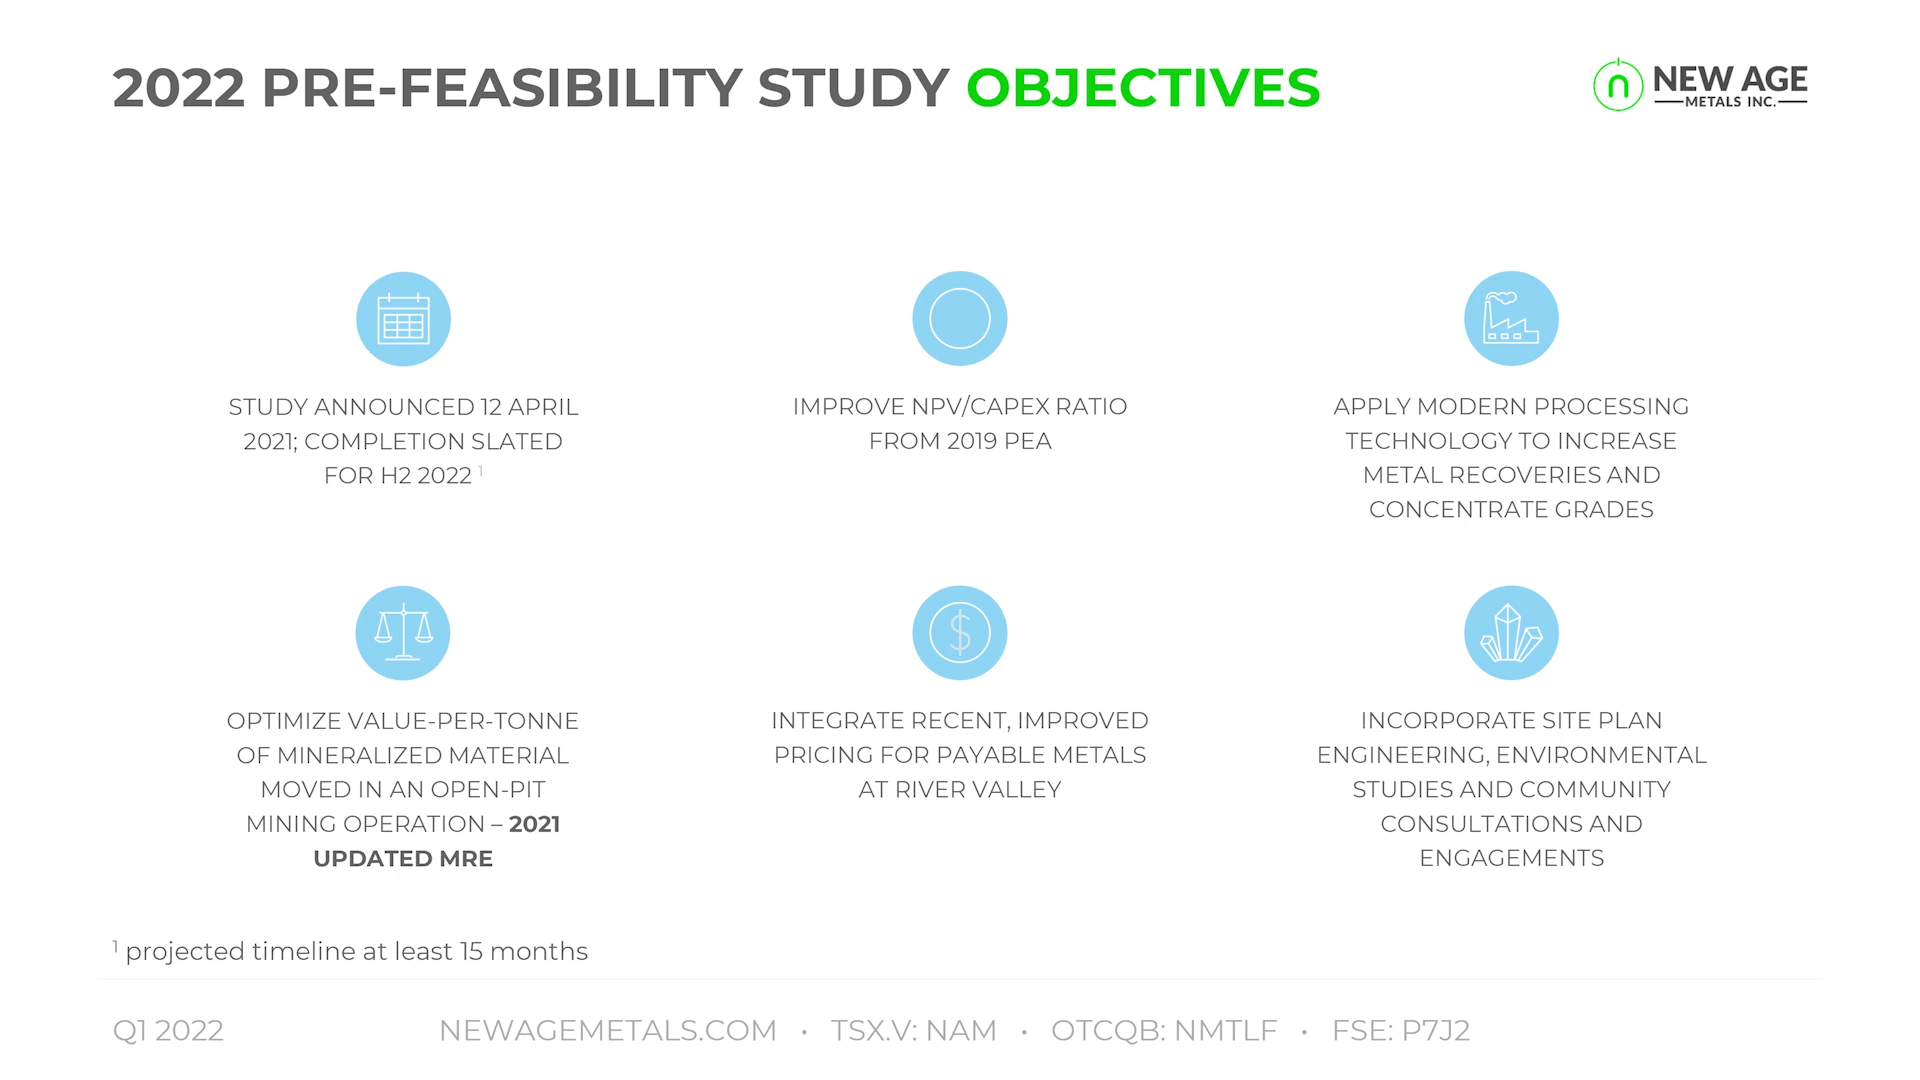 2022 PRE-FEASIBILITY STUDY OBJECTIVES
n
NEW AGE
METALS INC.
STUDY ANNOUNCED 12 APRIL
2021; COMPLETION SLATED
FOR H2 2022 ¹
IMPROVE NPV/CAPEX RATIO
FROM 2019 PEA
APPLY MODERN PROCESSING
TECHNOLOGY TO INCREASE
METAL RECOVERIES AND
CONCENTRATE GRADES
OPTIMIZE VALUE-PER-TONNE
OF MINERALIZED MATERIAL
MOVED IN AN OPEN-PIT
MINING OPERATION – 2021
UPDATED MRE
$
INTEGRATE RECENT, IMPROVED
PRICING FOR PAYABLE METALS
AT RIVER VALLEY
INCORPORATE SITE PLAN
ENGINEERING, ENVIRONMENTAL
STUDIES AND COMMUNITY
CONSULTATIONS AND
ENGAGEMENTS
¹ projected timeline at least 15 months
Q1 2022
NEWAGEMETALS.COM • TSX.V: NAM • OTCQB: NMTLF • FSE: P7J2